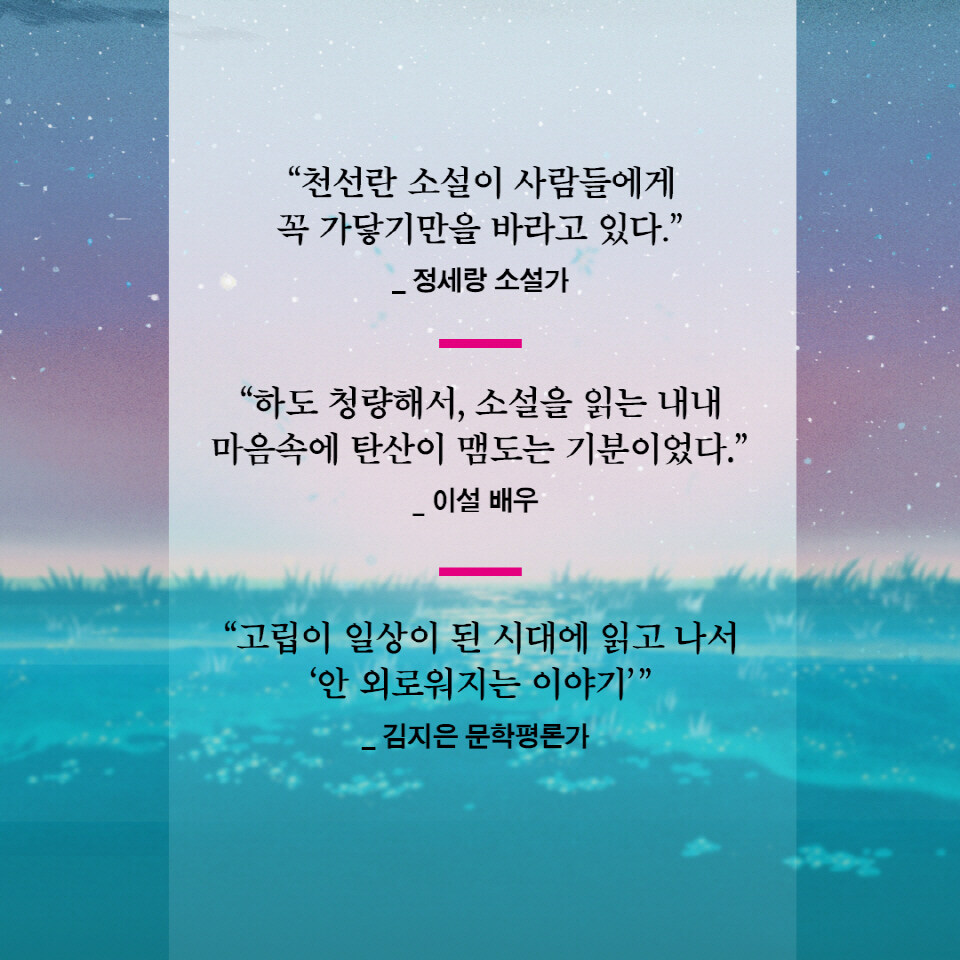 “천선란 소설이 사람들에게
꼭 가닿기만을 바라고 있다.”
_ 정세랑 소설가
“하도 청량해서, 소설을 읽는 내내
마음속에 탄산이 맴도는 기분이었다.”
_ 이설 배우
“고립이 일상이 된 시대에 읽고 나서
‘안 외로워지는 이야기’”
_ 김지은 문학평론가